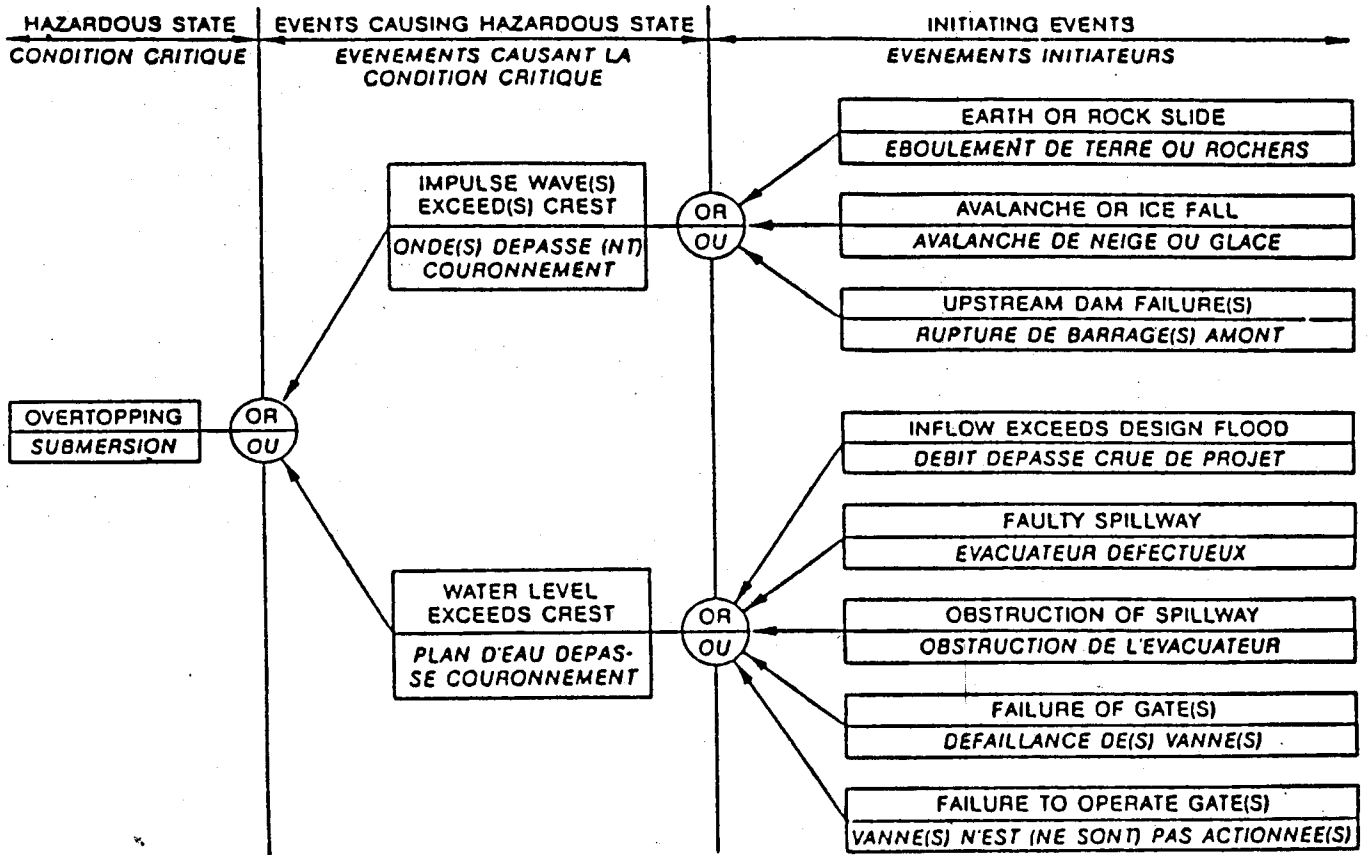 HAZARDOUS STATE
CONDITION CRITIQUE
EVENTS CAUSING HAZARDOUS STATE
EVENEMENTS CAUSANT LA
CONDITION CRITIQUE
INITIATING EVENTS
EVENEMENTS INITIATEURS
OVERTOPPING
SUBMERSION
OR
OU
IMPULSE WAVE(S)
EXCEED(S) CREST
ONDE(S) DEPASSE (NT)
COURONNEMENT
OR
OU
EARTH OR ROCK SLIDE
EBOULEMENT DE TERRE OU ROCHERS
AVALANCHE OR ICE FALL
AVALANCHE DE NEIGE OU GLACE
UPSTREAM DAM FAILURE(S)
RUPTURE DE BARRAGE(S) AMONT
WATER LEVEL
EXCEEDS CREST
PLAN D'EAU DEPAS-
SE COURONNEMENT
OR
OU
INFLOW EXCEEDS DESIGN FLOOD
DEBIT DEPASSE CRUE DE PROJET
FAULTY SPILLWAY
EVACUATEUR DEFECTUEUX
OBSTRUCTION OF SPILLWAY
OBSTRUCTION DE L'EVACUATEUR
FAILURE OF GATE(S)
DEFAILLANCE DE(S) VANNE(S)
FAILURE TO OPERATE GATE(S)
VANNE(S) N'EST (NE SONT) PAS ACTIONNEE(S)